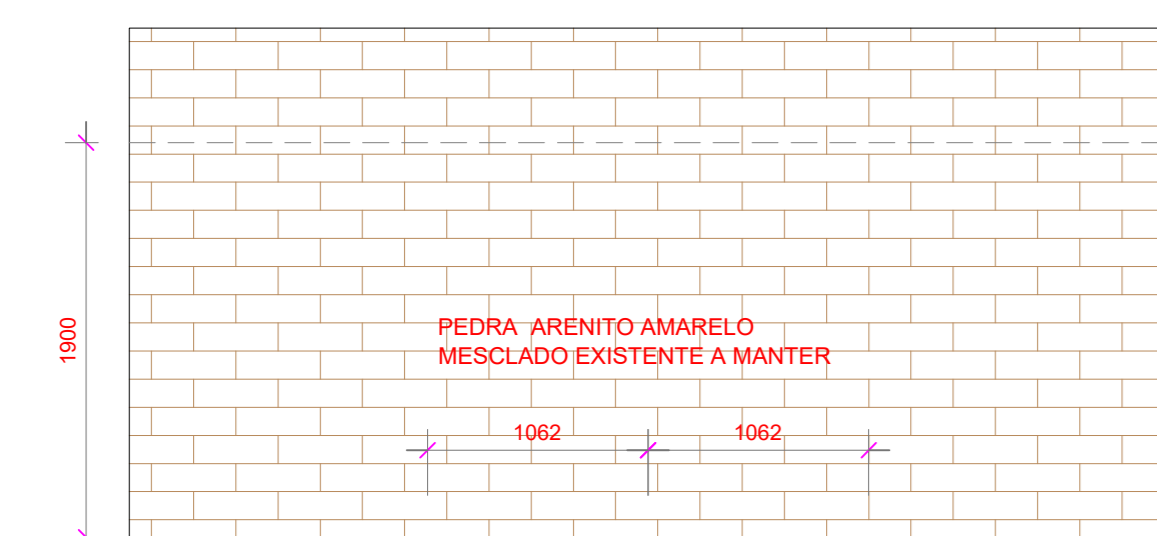 PEDRA ARENITO AMARELO
MESCLADO EXISTENTE A MANTER
1900
1062 1062